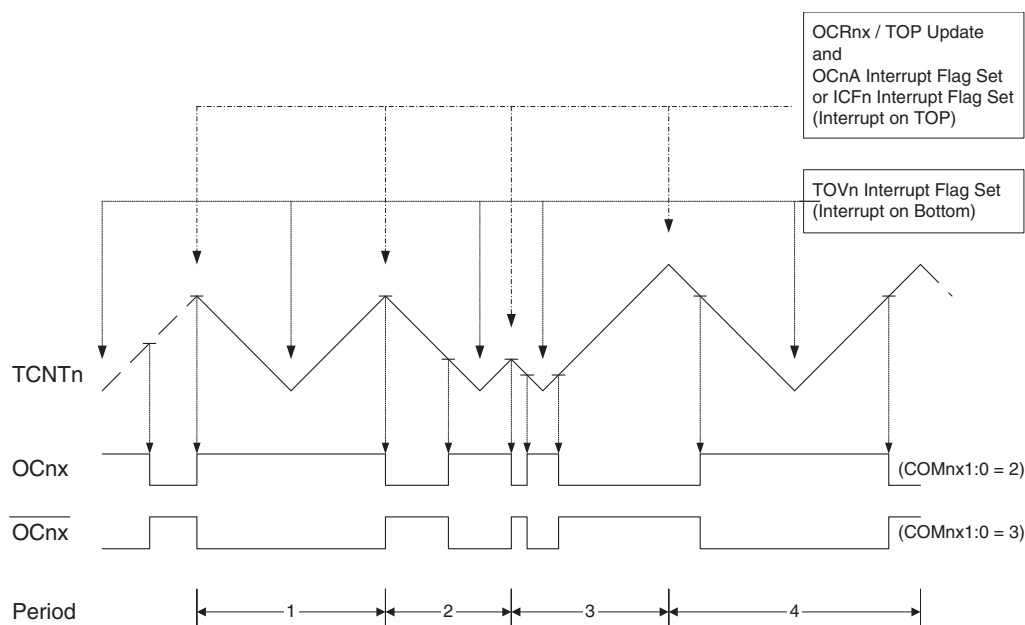 OCRnx / TOP Update
and
OCnA Interrupt Flag Set
or ICFn Interrupt Flag Set
(Interrupt on TOP)
TOVn Interrupt Flag Set
(Interrupt on Bottom)
TCNTn
OCnx
(COMnx1:0 = 2)
OCnx
(COMnx1:0 = 3)
Period
1
2
3
4